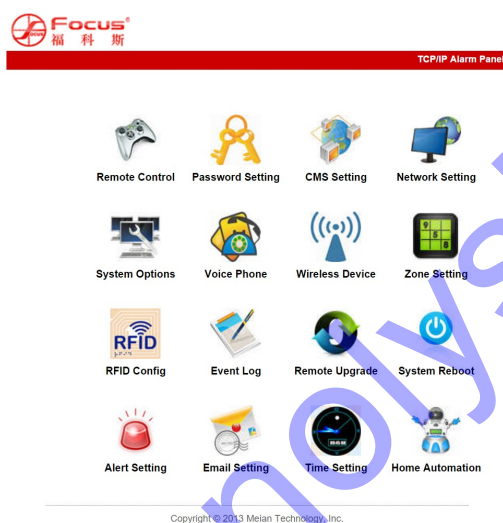 Focus®
福科斯
TCP/IP Alarm Panel
Remote Control Password Setting CMS Setting Network Setting
System Options Voice Phone Wireless Device Zone Setting
RFID
RFID Config Event Log Remote Upgrade System Reboot
Alert Setting Email Setting Time Setting Home Automation
Copyright © 2013 Meian Technology, Inc.